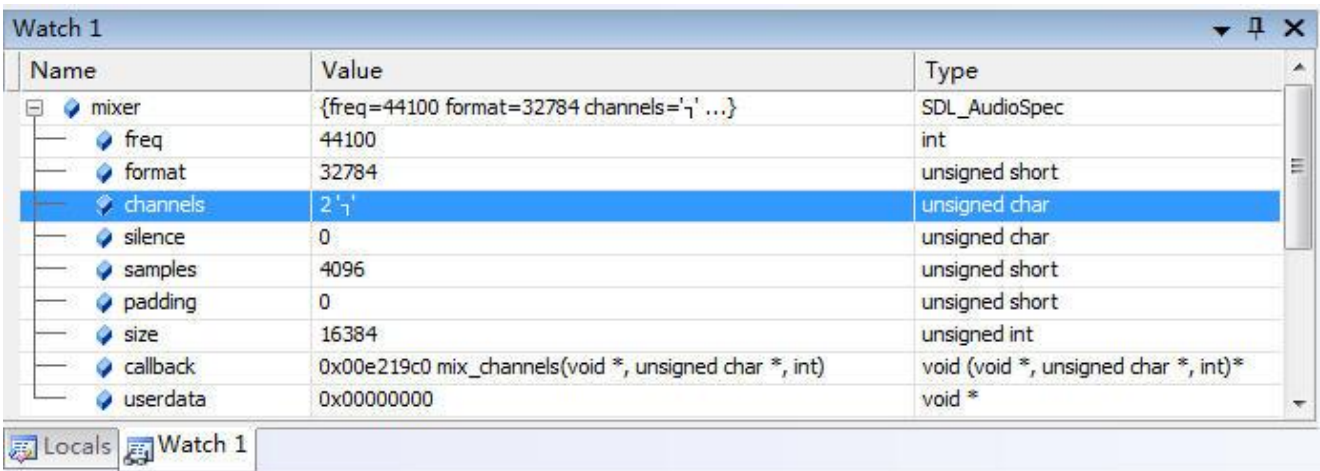 Watch 1
Name Value Type
mixer {freq=44100 format=32784 channels='┐' ...} SDL_AudioSpec
freq 44100 int
format 32784 unsigned short
channels 2 '┐' unsigned char
silence 0 unsigned char
samples 4096 unsigned short
padding 0 unsigned short
size 16384 unsigned int
callback 0x00e219c0 mix_channels(void *, unsigned char *, int) void (void *, unsigned char *, int)*
userdata 0x00000000 void *
Locals Watch 1